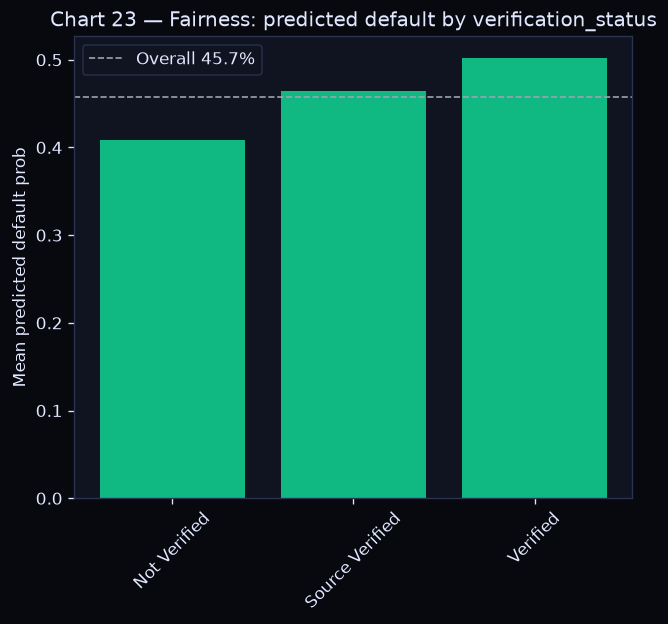 Chart 23 — Fairness: predicted default by verification_status
Overall 45.7%
Mean predicted default prob
0.5
0.4
0.3
0.2
0.1
0.0
Not Verified
Source Verified
Verified